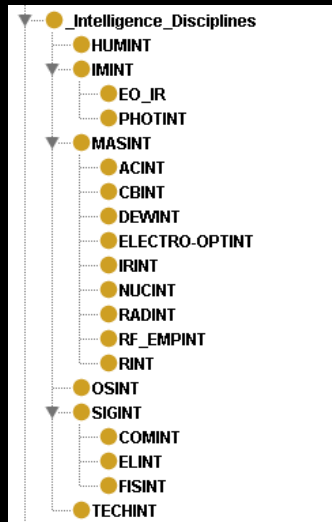 _Intelligence_Disciplines
HUMINT
IMINT
EO_IR
PHOTINT
MASINT
ACINT
CBINT
DEWINT
ELECTRO-OPTINT
IRINT
NUCINT
RADINT
RF_EMPINT
RINT
OSINT
SIGINT
COMINT
ELINT
FISINT
TECHINT